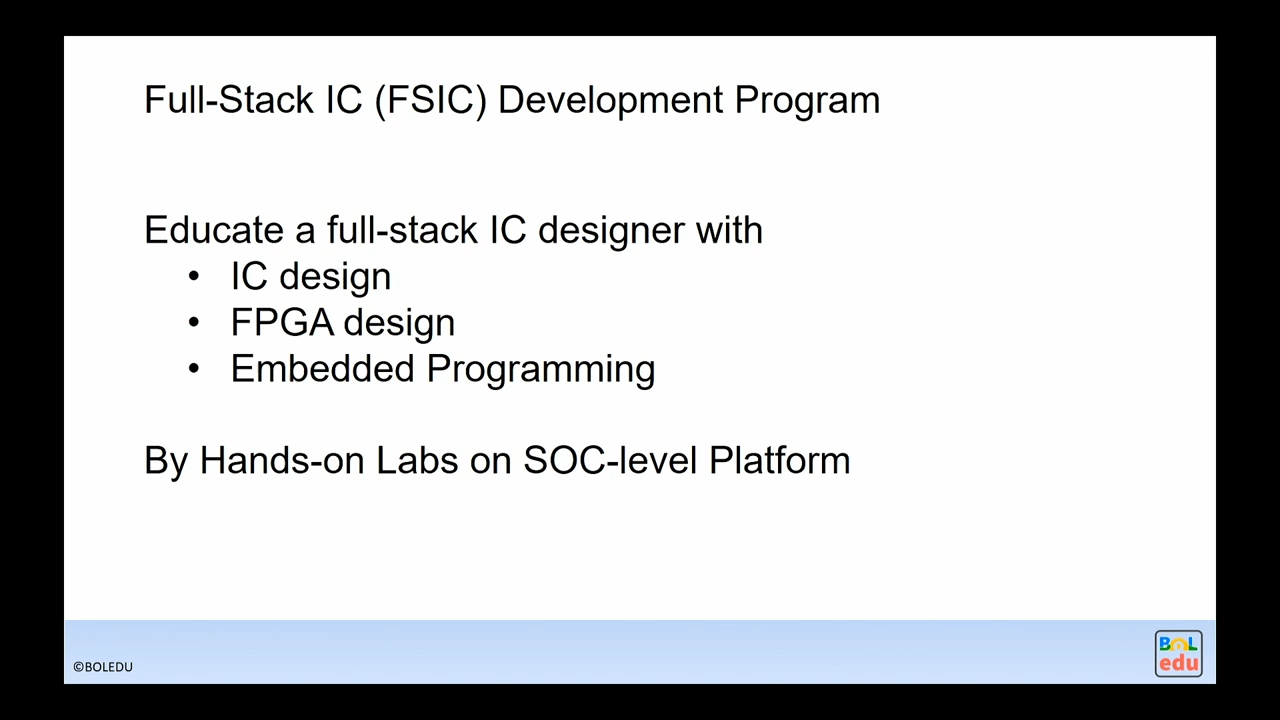 Full-Stack IC (FSIC) Development Program
Educate a full-stack IC designer with
• IC design
• FPGA design
• Embedded Programming
By Hands-on Labs on SOC-level Platform
©BOLEDU
BOL
edu